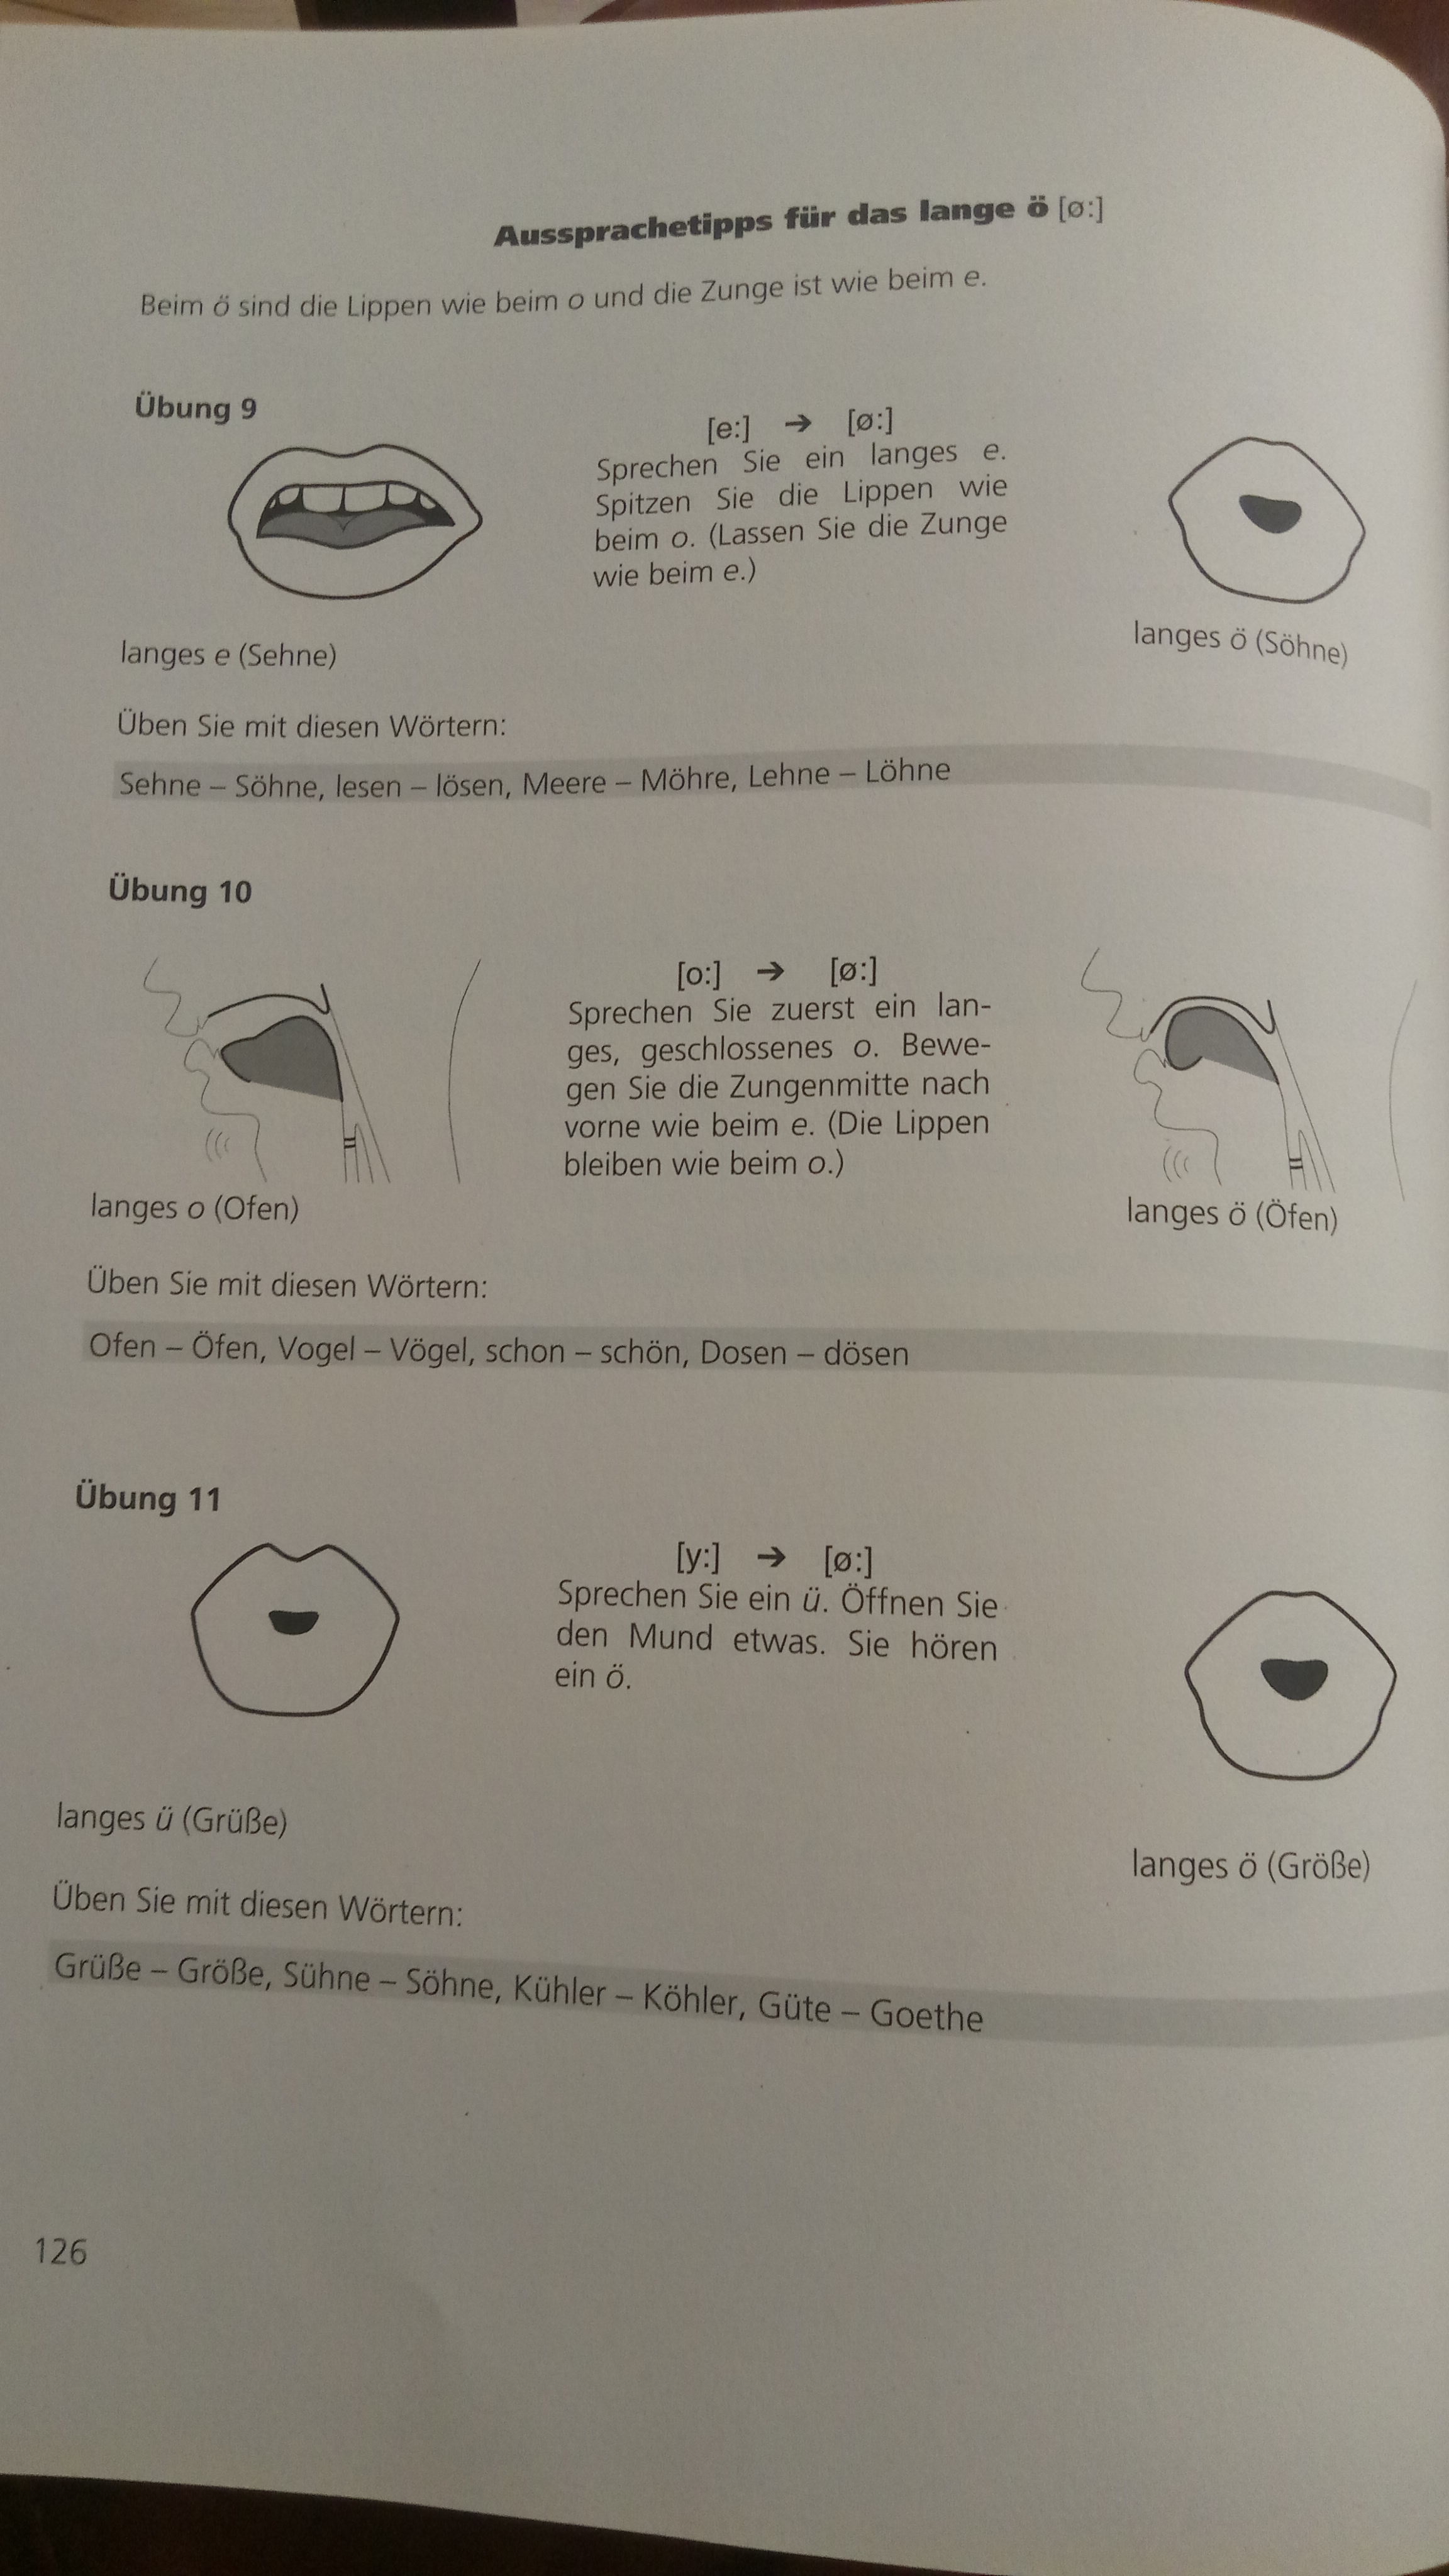 Aussprachetipps für das lange ö [ø:]
Beim ö sind die Lippen wie beim o und die Zunge ist wie beim e.
Übung 9
[e:] ➔ [ø:]
Sprechen Sie ein langes e.
Spitzen Sie die Lippen wie
beim o. (Lassen Sie die Zunge
wie beim e.)
langes e (Sehne)
langes ö (Söhne)
Üben Sie mit diesen Wörtern:
Sehne – Söhne, lesen – lösen, Meere – Möhre, Lehne – Löhne
Übung 10
[o:] ➔ [ø:]
Sprechen Sie zuerst ein lan-
ges, geschlossenes o. Bewe-
gen Sie die Zungenmitte nach
vorne wie beim e. (Die Lippen
bleiben wie beim o.)
langes o (Ofen)
langes ö (Öfen)
Üben Sie mit diesen Wörtern:
Ofen – Öfen, Vogel – Vögel, schon – schön, Dosen – dösen
Übung 11
[y:] ➔ [ø:]
Sprechen Sie ein ü. Öffnen Sie
den Mund etwas. Sie hören
ein ö.
langes ü (Grüße)
langes ö (Größe)
Üben Sie mit diesen Wörtern:
Grüße – Größe, Sühne – Söhne, Kühler – Köhler, Güte – Goethe
126